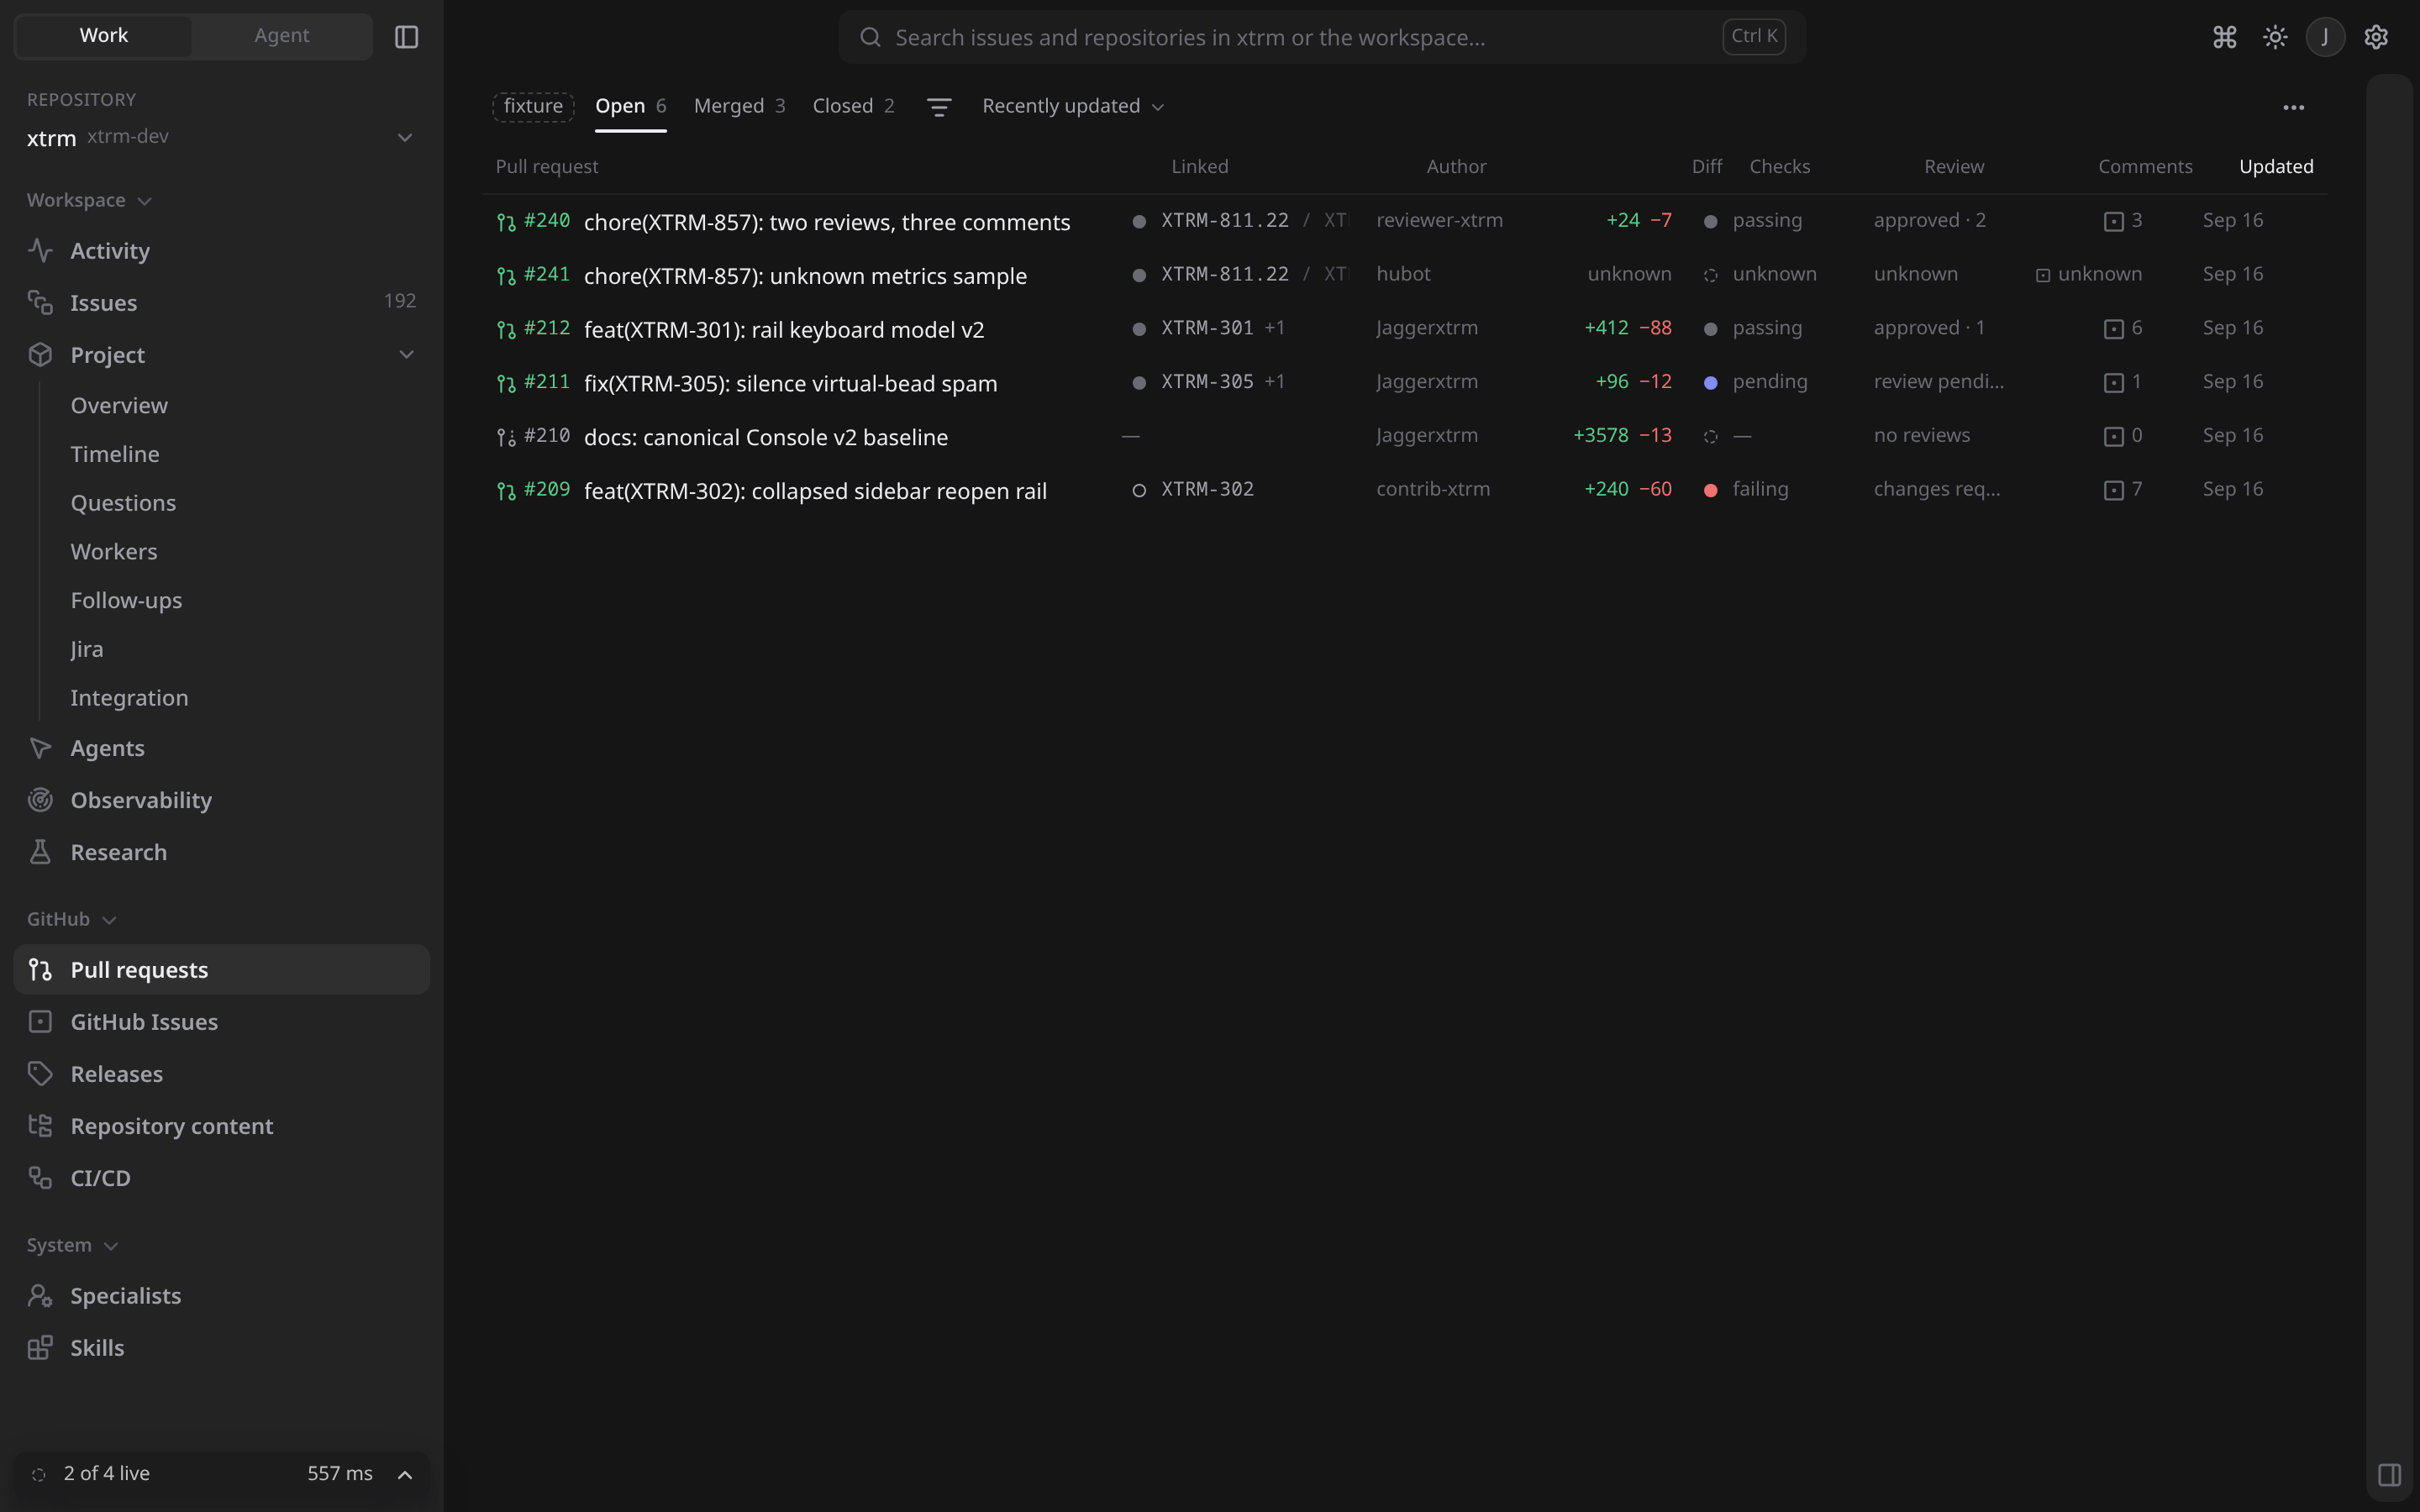 Work Agent
Search issues and repositories in xtrm or the workspace... Ctrl K
J
REPOSITORY
xtrm xtrm-dev
Workspace
Activity
Issues 192
Project
Overview
Timeline
Questions
Workers
Follow-ups
Jira
Integration
Agents
Observability
Research
GitHub
Pull requests
GitHub Issues
Releases
Repository content
CI/CD
System
Specialists
Skills
2 of 4 live 557 ms
fixture Open 6 Merged 3 Closed 2 Recently updated
Pull request Linked Author Diff Checks Review Comments Updated
#240 chore(XTRM-857): two reviews, three comments XTRM-811.22 / XT reviewer-xtrm +24 −7 passing approved · 2 3 Sep 16
#241 chore(XTRM-857): unknown metrics sample XTRM-811.22 / XT hubot unknown unknown unknown unknown Sep 16
#212 feat(XTRM-301): rail keyboard model v2 XTRM-301 +1 Jaggerxtrm +412 −88 passing approved · 1 6 Sep 16
#211 fix(XTRM-305): silence virtual-bead spam XTRM-305 +1 Jaggerxtrm +96 −12 pending review pendi... 1 Sep 16
#210 docs: canonical Console v2 baseline — Jaggerxtrm +3578 −13 — no reviews 0 Sep 16
#209 feat(XTRM-302): collapsed sidebar reopen rail XTRM-302 contrib-xtrm +240 −60 failing changes req... 7 Sep 16